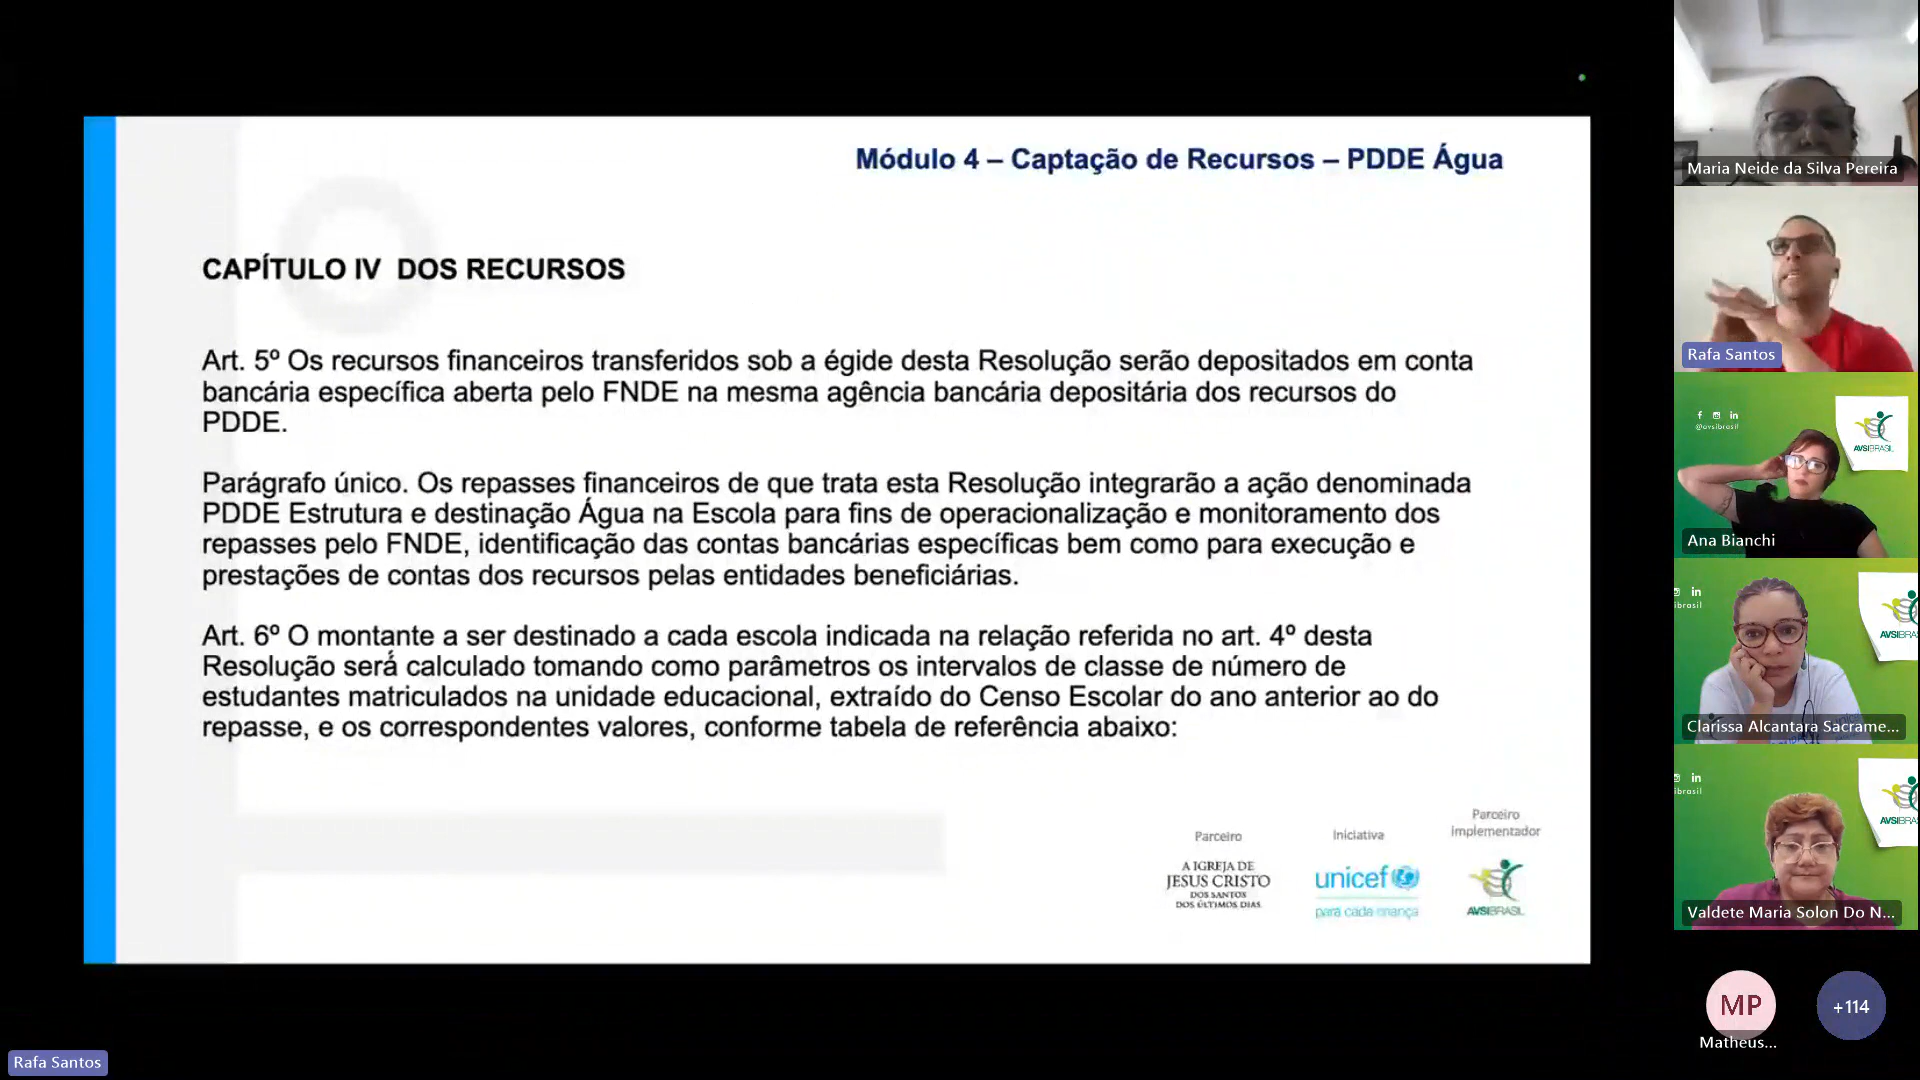 Módulo 4 – Captação de Recursos – PDDE Água
CAPÍTULO IV  DOS RECURSOS
Art. 5º Os recursos financeiros transferidos sob a égide desta Resolução serão depositados em conta
bancária específica aberta pelo FNDE na mesma agência bancária depositária dos recursos do
PDDE.
Parágrafo único. Os repasses financeiros de que trata esta Resolução integrarão a ação denominada
PDDE Estrutura e destinação Água na Escola para fins de operacionalização e monitoramento dos
repasses pelo FNDE, identificação das contas bancárias específicas bem como para execução e
prestações de contas dos recursos pelas entidades beneficiárias.
Art. 6º O montante a ser destinado a cada escola indicada na relação referida no art. 4º desta
Resolução será calculado tomando como parâmetros os intervalos de classe de número de
estudantes matriculados na unidade educacional, extraído do Censo Escolar do ano anterior ao do
repasse, e os correspondentes valores, conforme tabela de referência abaixo:
Parceiro
A IGREJA DE
JESUS CRISTO
DOS SANTOS
DOS ÚLTIMOS DIAS
Iniciativa
unicef
para cada criança
Parceiro
implementador
AVSIBRASIL
Maria Neide da Silva Pereira
Rafa Santos
@avsibrasil
AVSIBRASIL
Ana Bianchi
ibrasil
AVSIBRA
Clarissa Alcantara Sacrame...
ibrasil
AVSIBRA
Valdete Maria Solon Do N...
MP
Matheus...
+114
Rafa Santos